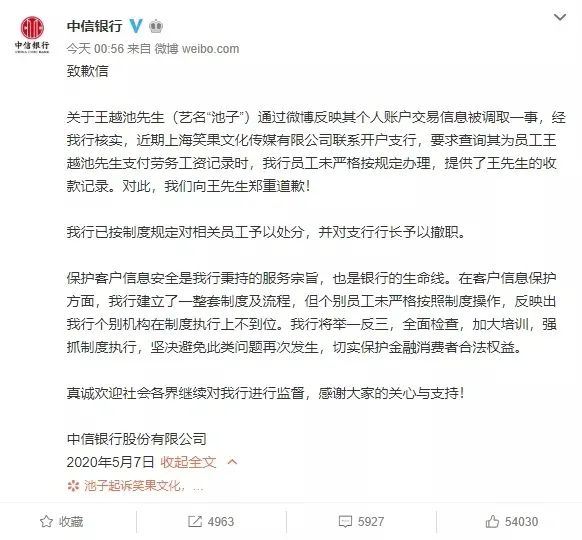 中信银行
中信银行
CHINA CITIC BANK
今天 00:56 来自 微博 weibo.com
致歉信
关于王越池先生（艺名“池子”）通过微博反映其个人账户交易信息被调取一事，经
我行核实，近期上海笑果文化传媒有限公司联系开户支行，要求查询其为员工王
越池先生支付劳务工资记录时，我行员工未严格按规定办理，提供了王先生的收
款记录。对此，我们向王先生郑重道歉！
我行已按制度规定对相关员工予以处分，并对支行行长予以撤职。
保护客户信息安全是我行秉持的服务宗旨，也是银行的生命线。在客户信息保护
方面，我行建立了一整套制度及流程，但个别员工未严格按照制度操作，反映出
我行个别机构在制度执行上不到位。我行将举一反三，全面检查，加大培训，强
抓制度执行，坚决避免此类问题再次发生，切实保护金融消费者合法权益。
真诚欢迎社会各界继续对我行进行监督，感谢大家的关心与支持！
中信银行股份有限公司
2020年5月7日 收起全文
池子起诉笑果文化，...
收藏
4963
5927
54030